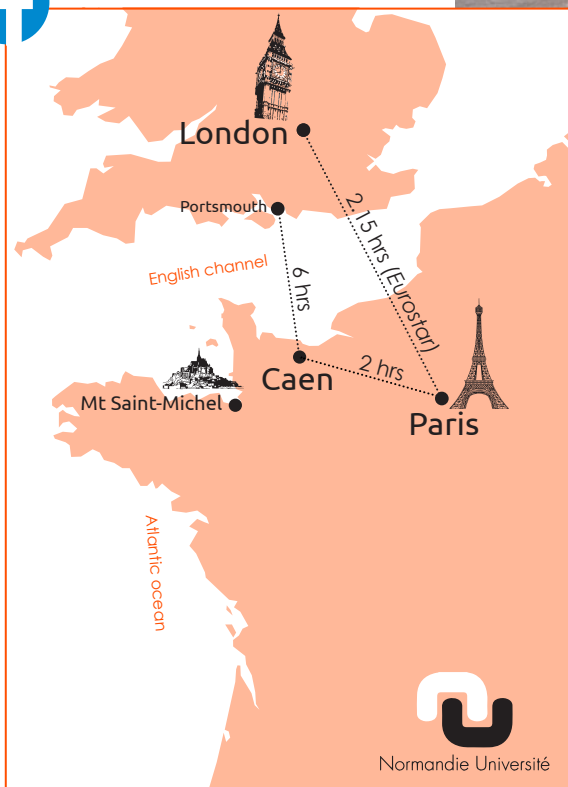 London
Portsmouth
2.15 hrs (Eurostar)
English channel
6 hrs
2 hrs
Caen
Mt Saint-Michel
Paris
Atlantic ocean
Normandie Université